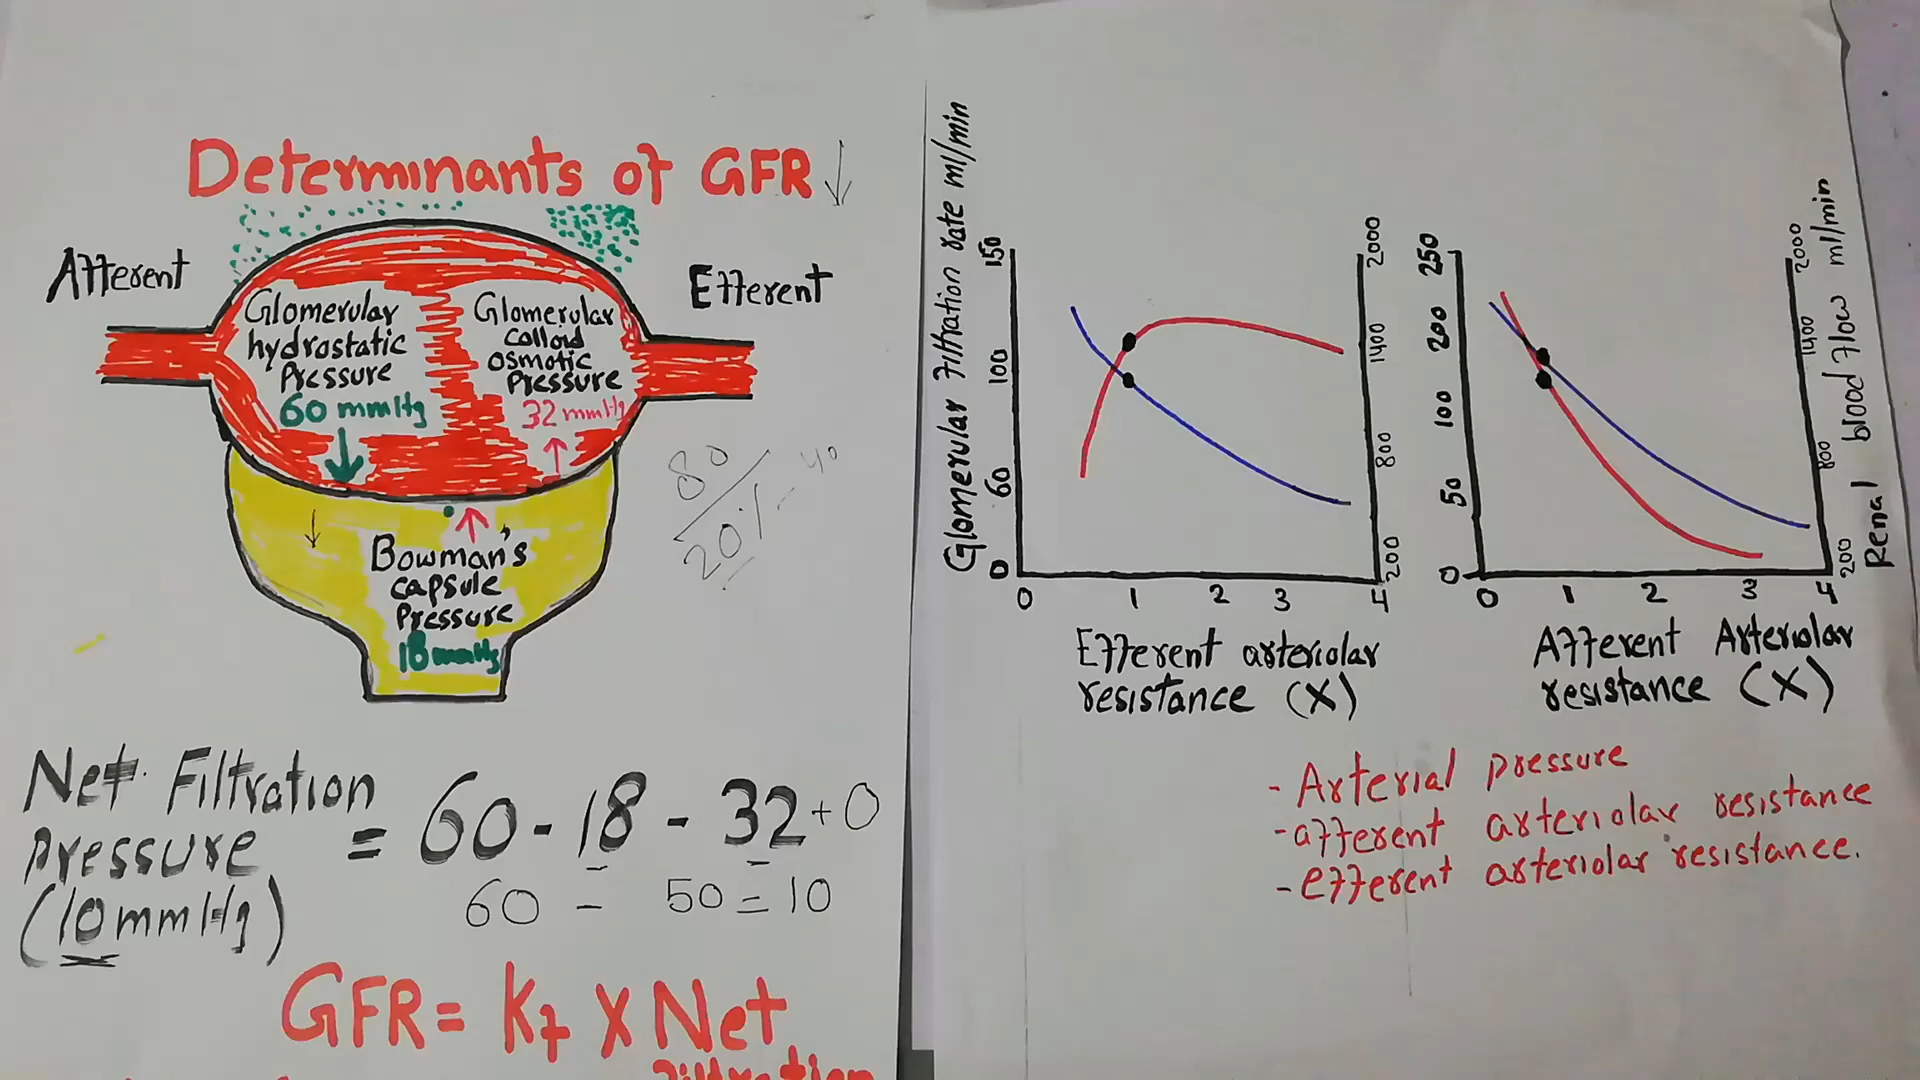 Determinants of GFR ↓
Afferent
Efferent
Glomerular
hydrostatic
Pressure
60 mmHg
Glomerular
colloid
osmotic
Pressure
32 mmHg
Bowman's
capsule
Pressure
18 mmHg
80
20%
40
Net Filtration
Pressure
(10 mmHg)
= 60 - 18 - 32 + 0
60 - 50 = 10
GFR = Kf X Net
filtration
Glomerular Filtration rate ml/min
150
100
60
0
0 1 2 3 4
2000
1400
800
200
Efferent arteriolar
resistance (X)
250
200
100
50
0
0 1 2 3 4
2000
1400
800
200
Renal blood flow ml/min
Afferent Arteriolar
resistance (X)
- Arterial pressure
- afferent arteriolar resistance
- efferent arteriolar resistance.